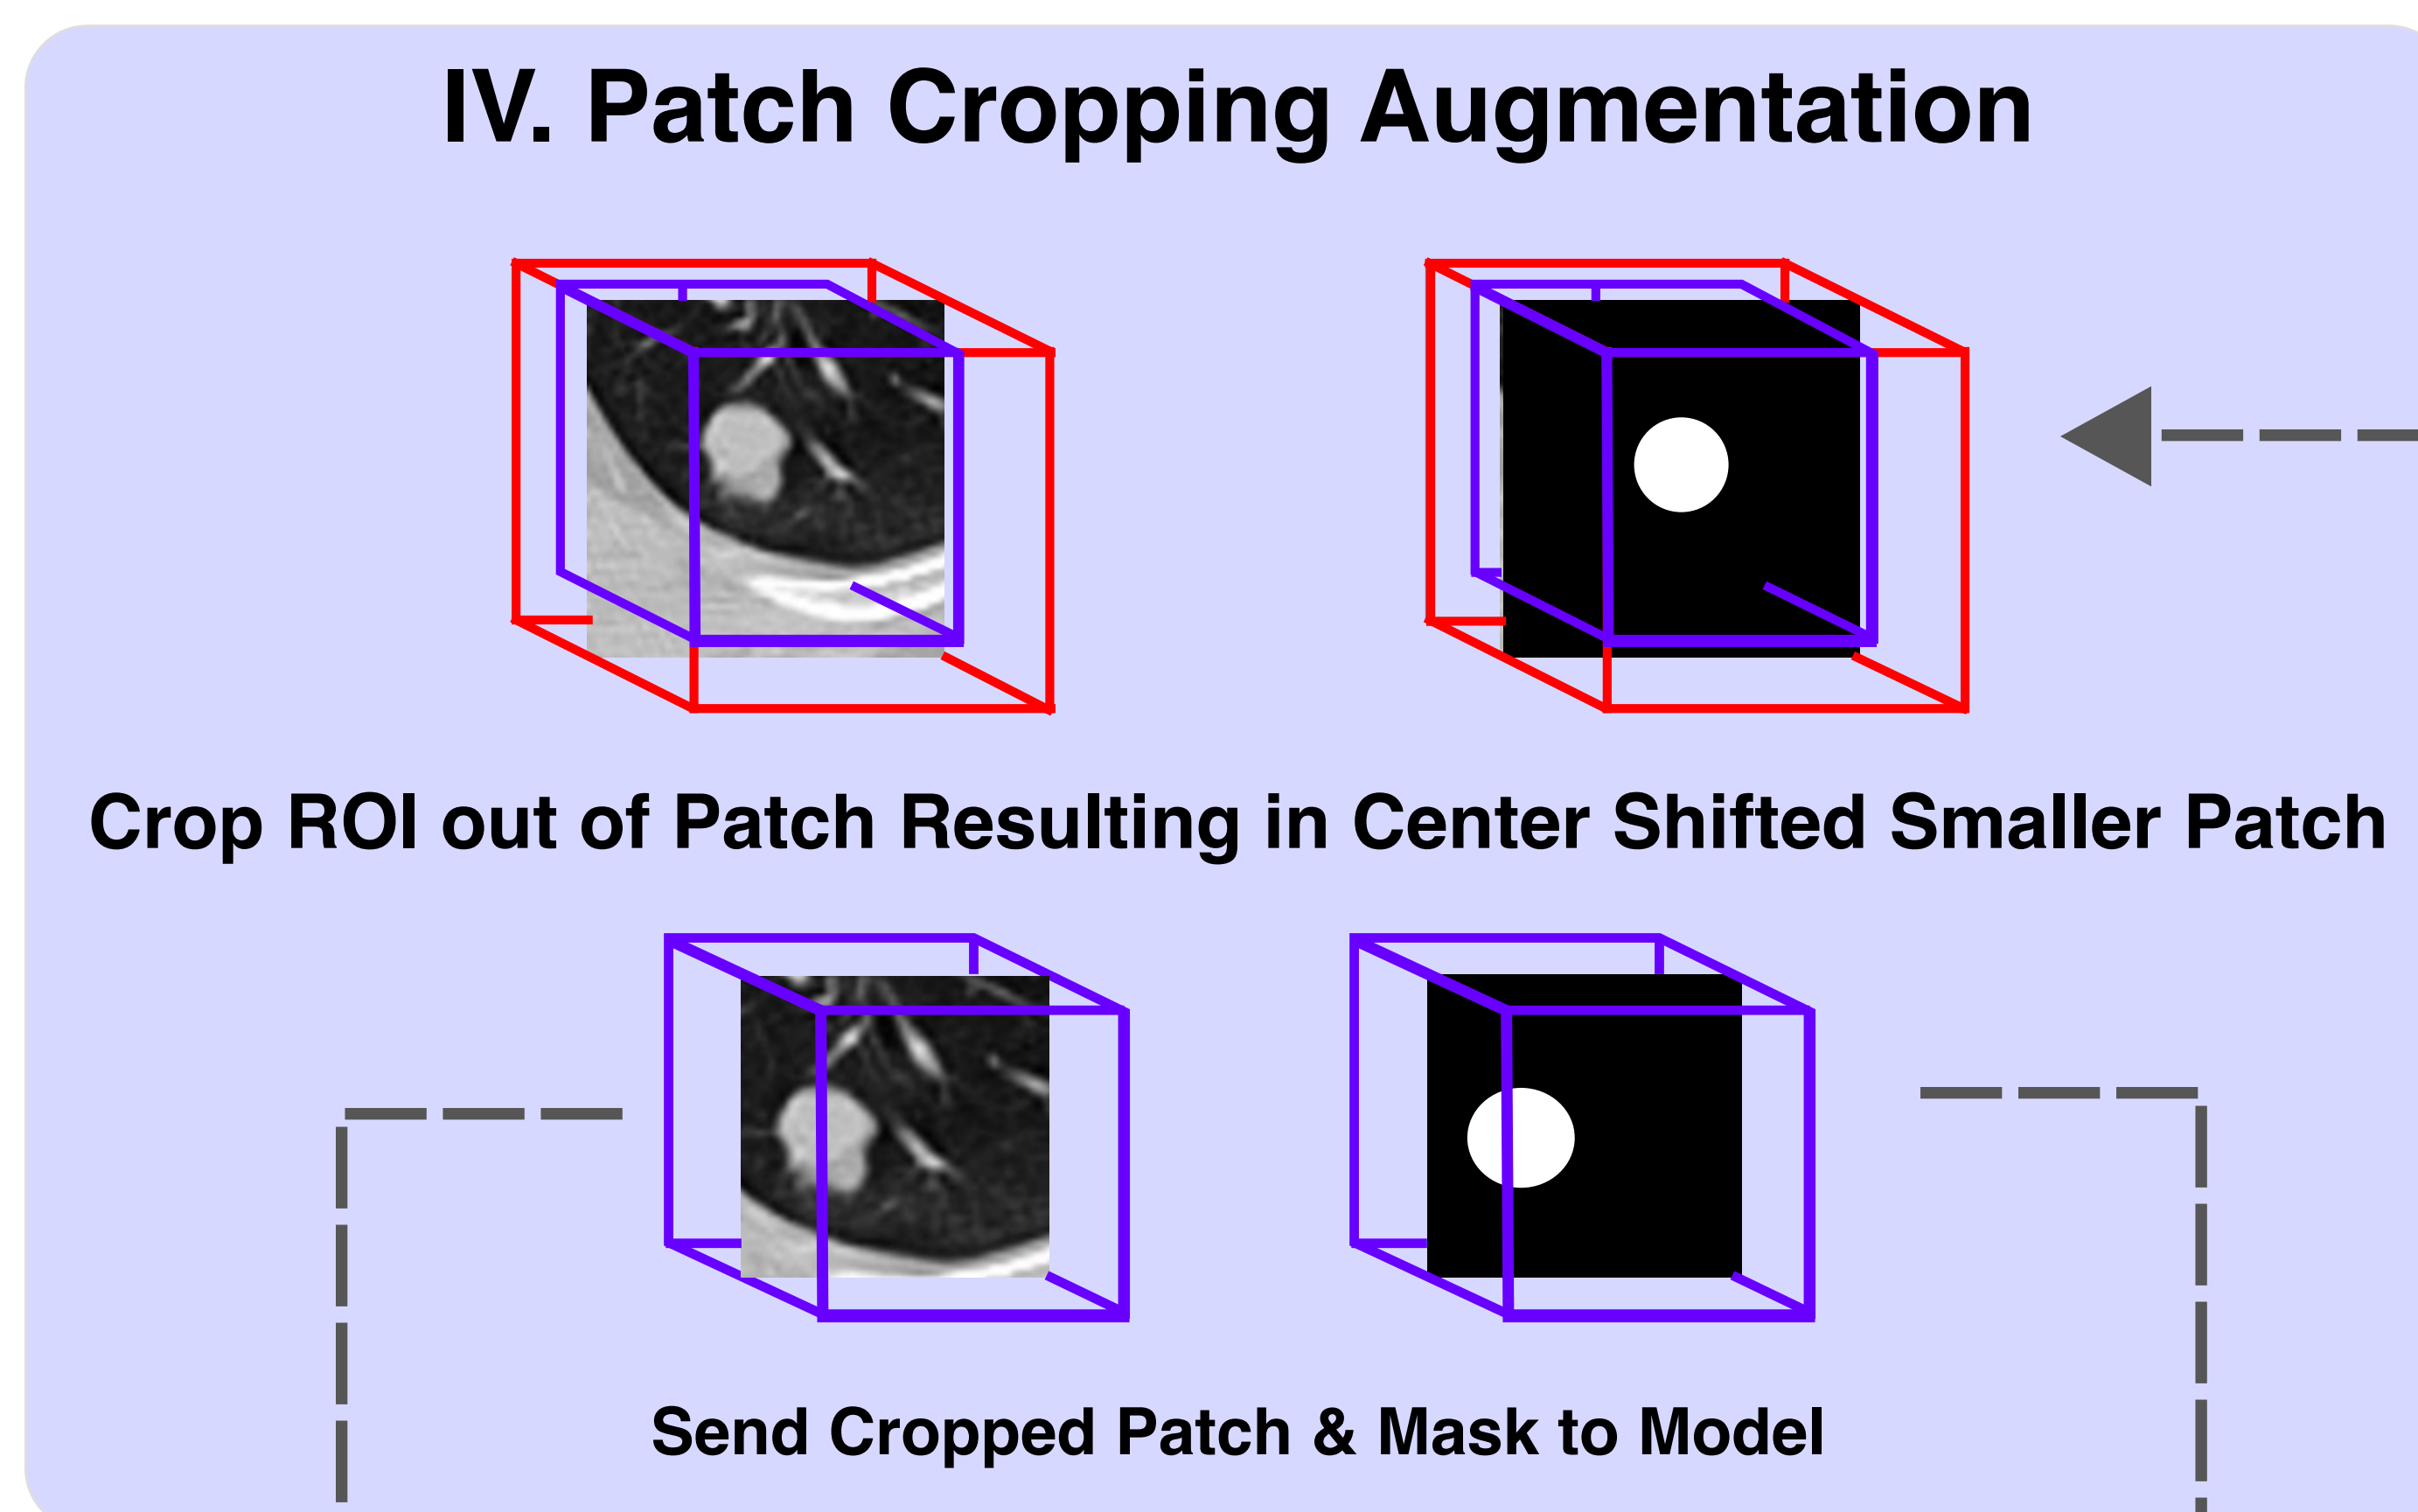 IV. Patch Cropping Augmentation
Crop ROI out of Patch Resulting in Center Shifted Smaller Patch
Send Cropped Patch & Mask to Model